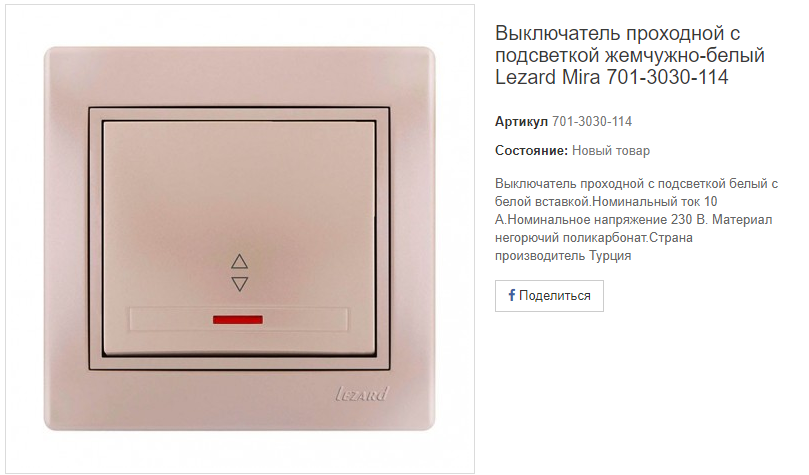 Выключатель проходной с
подсветкой жемчужно-белый
Lezard Mira 701-3030-114
Артикул 701-3030-114
Состояние: Новый товар
Выключатель проходной с подсветкой белый с
белой вставкой.Номинальный ток 10
А.Номинальное напряжение 230 В. Материал
негорючий поликарбонат.Страна
производитель Турция
Поделиться
LEZARD